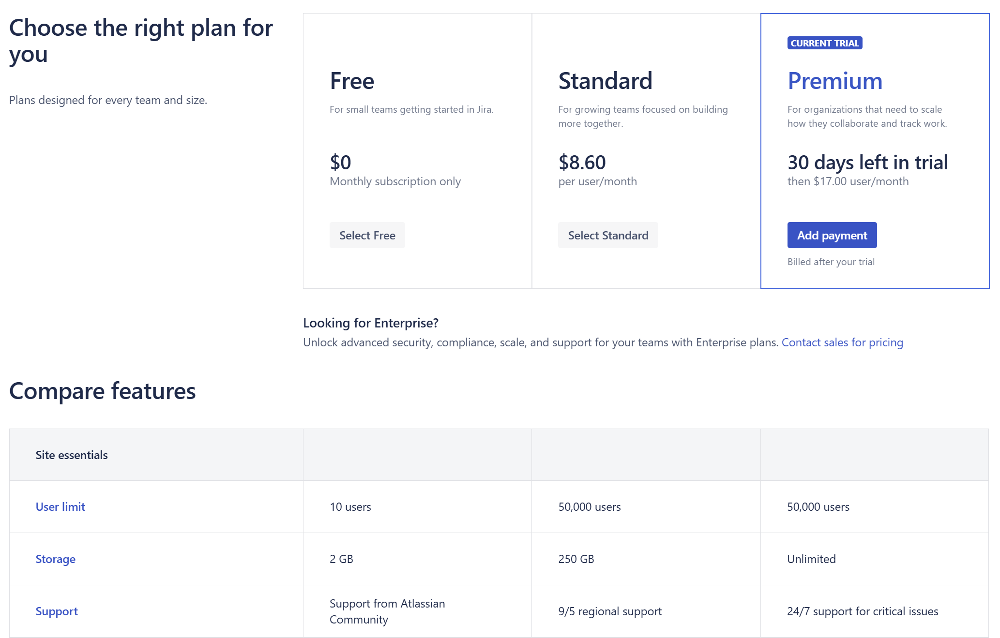 Choose the right plan for
you
Plans designed for every team and size.
Free
For small teams getting started in Jira.
$0
Monthly subscription only
Select Free
Standard
For growing teams focused on building
more together.
$8.60
per user/month
Select Standard
CURRENT TRIAL
Premium
For organizations that need to scale
how they collaborate and track work.
30 days left in trial
then $17.00 user/month
Add payment
Billed after your trial
Looking for Enterprise?
Unlock advanced security, compliance, scale, and support for your teams with Enterprise plans. Contact sales for pricing
Compare features
Site essentials
User limit
10 users
50,000 users
50,000 users
Storage
2 GB
250 GB
Unlimited
Support
Support from Atlassian
Community
9/5 regional support
24/7 support for critical issues